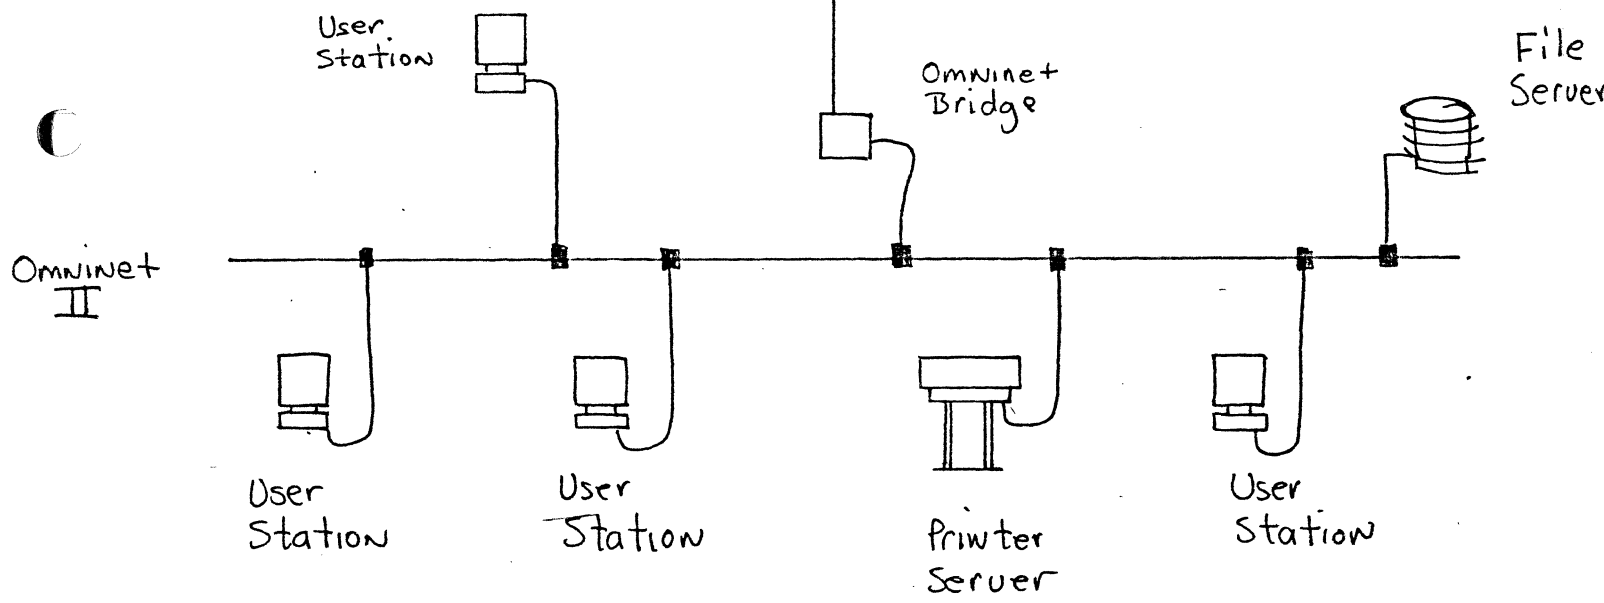 User
Station
Omninet
Bridge
File
Server
Omninet
II
User
Station
User
Station
Printer
Server
User
Station